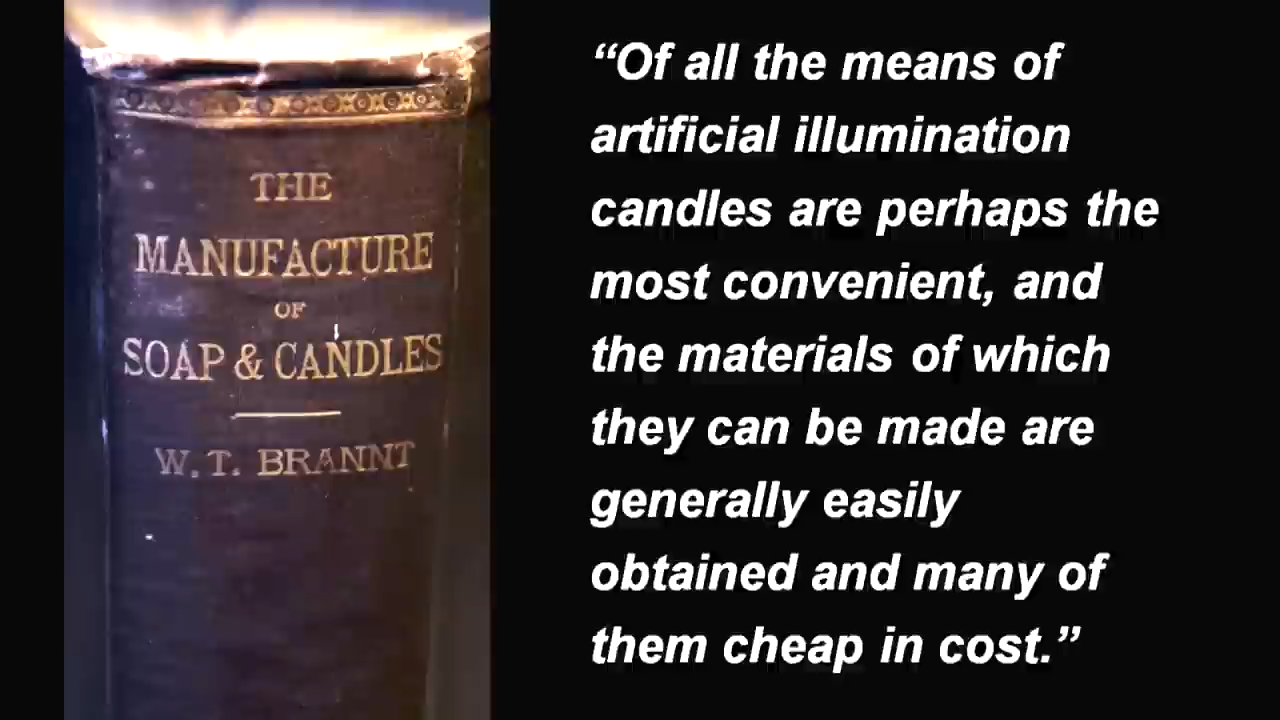 THE
MANUFACTURE
OF
SOAP & CANDLES
W. T. BRANNT
“Of all the means of
artificial illumination
candles are perhaps the
most convenient, and
the materials of which
they can be made are
generally easily
obtained and many of
them cheap in cost.”